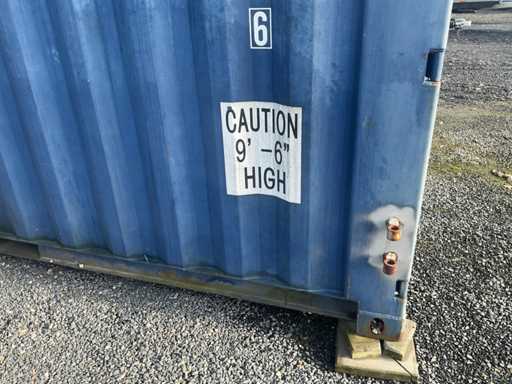 6
CAUTION
9' -6"
HIGH